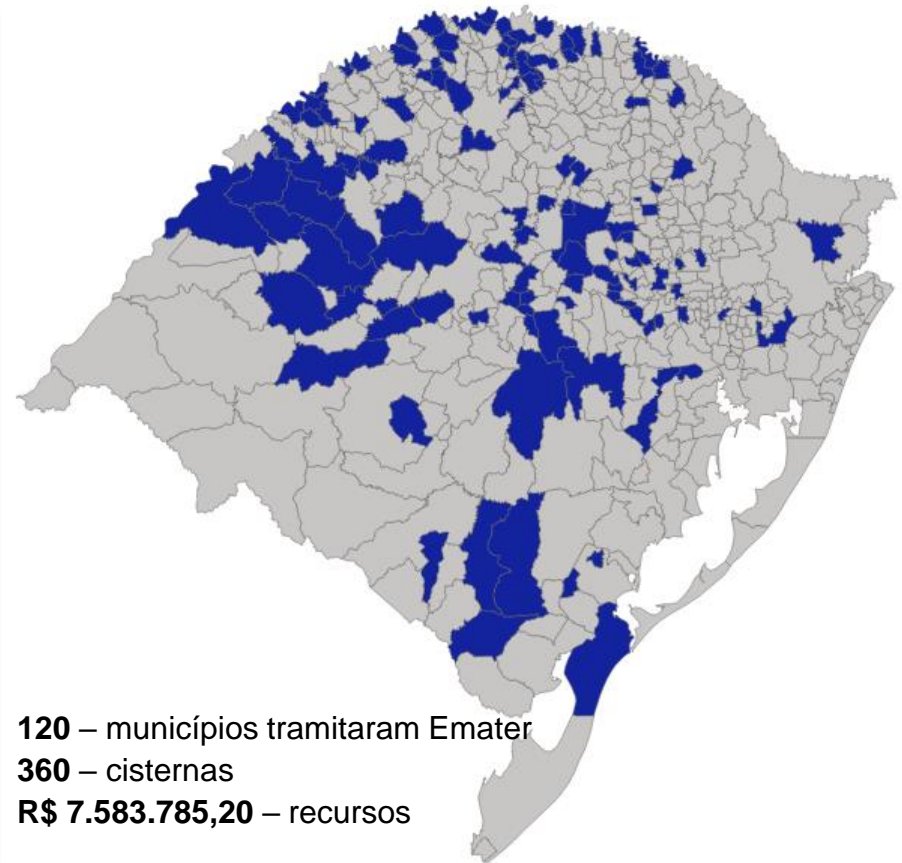 120 – municípios tramitaram Emater
360 – cisternas
R$ 7.583.785,20 – recursos